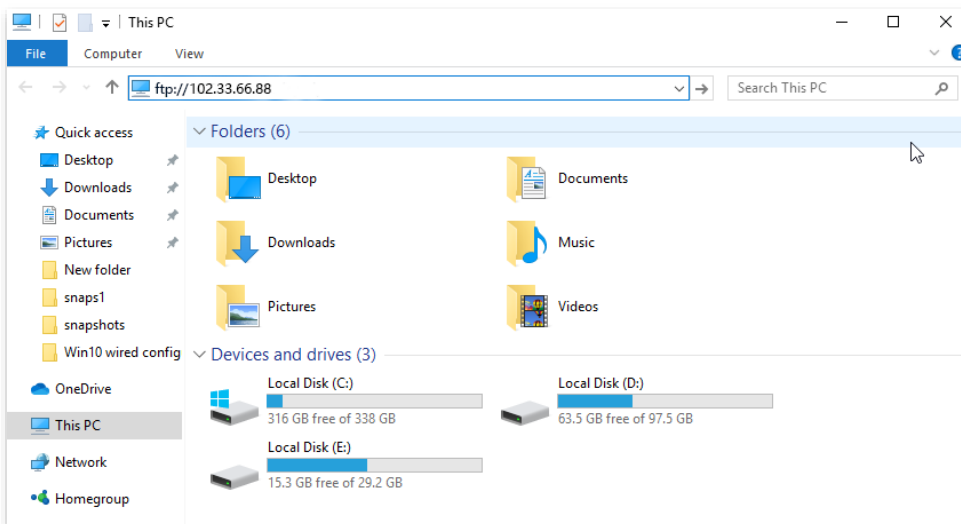 This PC
File Computer View
ftp://102.33.66.88 Search This PC
Quick access
Desktop
Downloads
Documents
Pictures
New folder
snaps1
snapshots
Win10 wired config
OneDrive
This PC
Network
Homegroup
Folders (6)
Desktop Documents
Downloads Music
Pictures Videos
Devices and drives (3)
Local Disk (C:) Local Disk (D:)
316 GB free of 338 GB 63.5 GB free of 97.5 GB
Local Disk (E:)
15.3 GB free of 29.2 GB